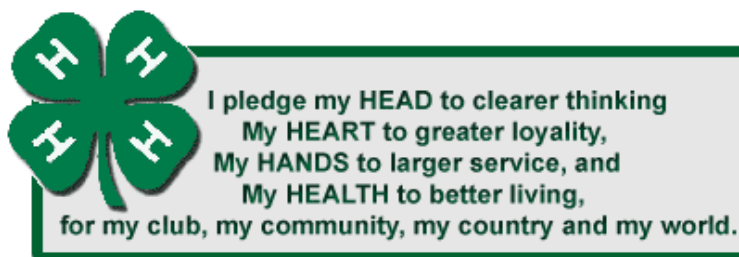 H H
H H
I pledge my HEAD to clearer thinking
My HEART to greater loyality,
My HANDS to larger service, and
My HEALTH to better living,
for my club, my community, my country and my world.